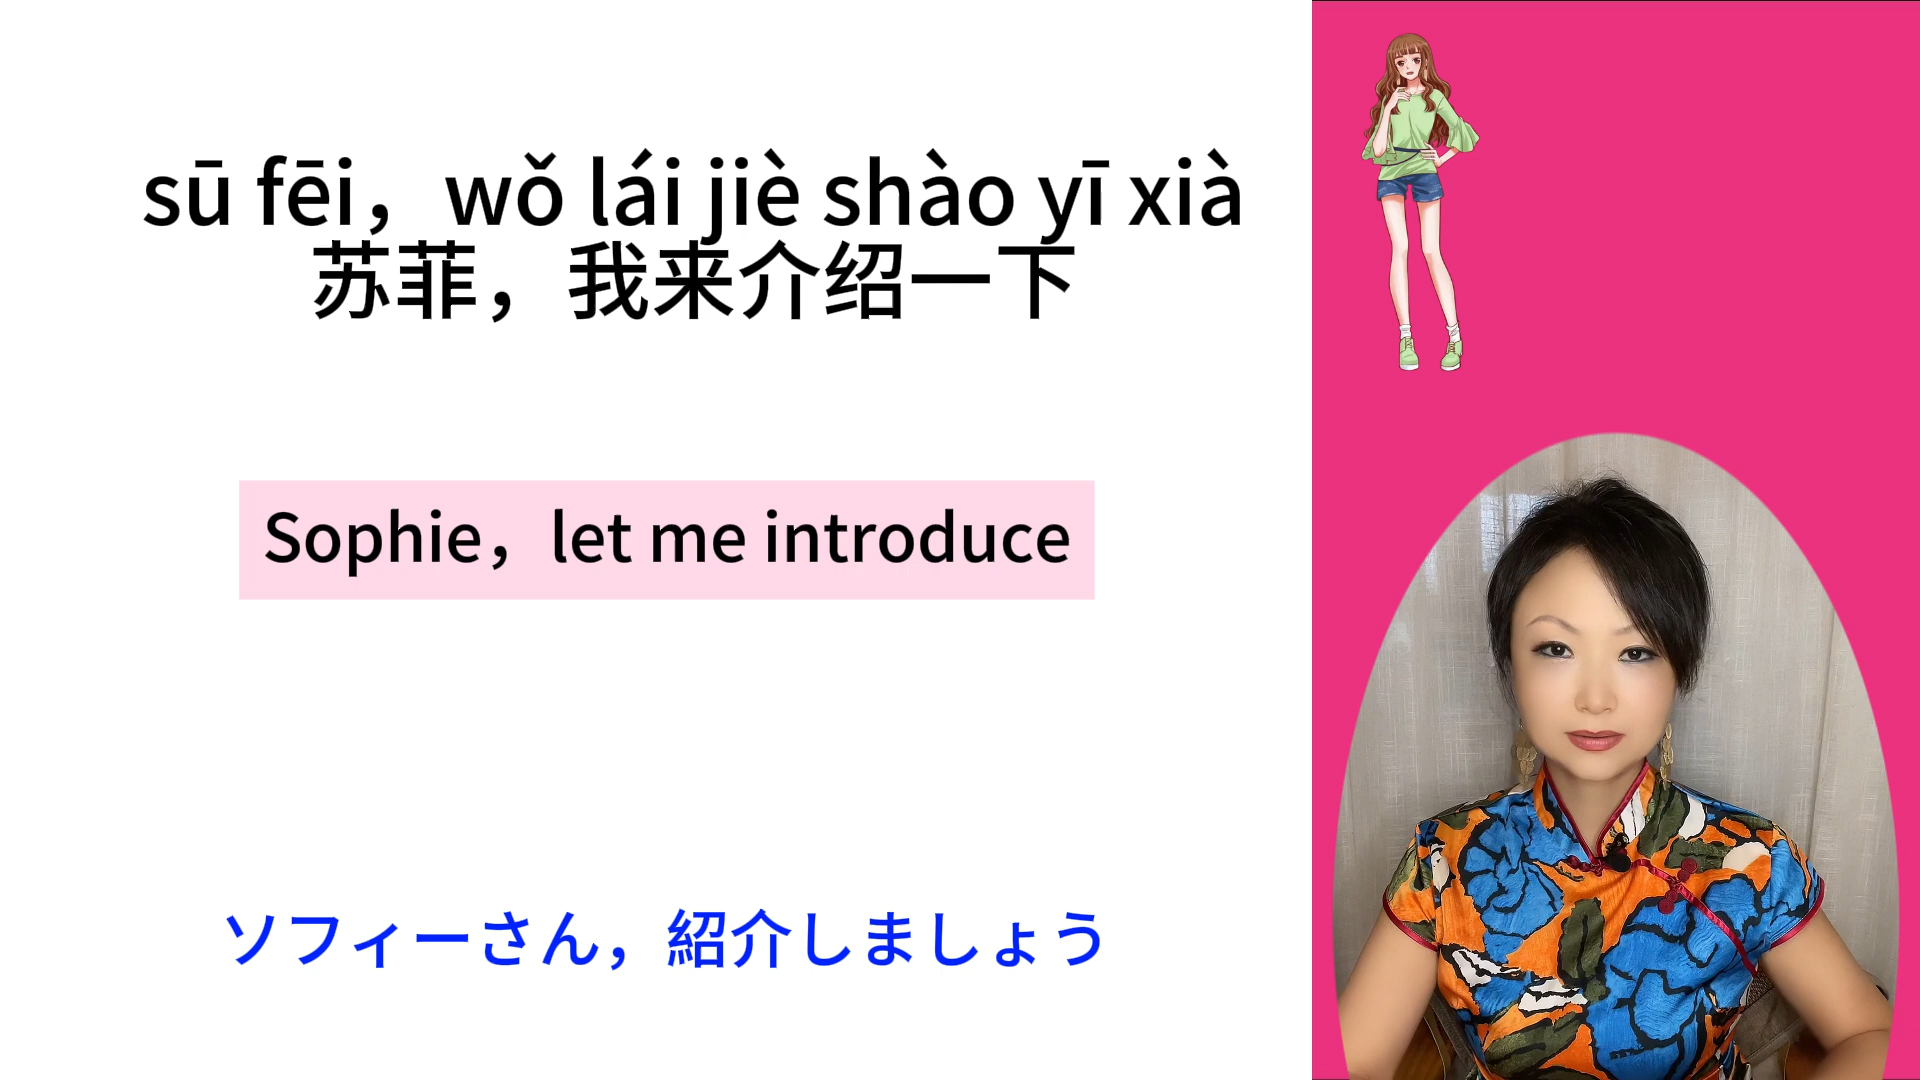 sū fēi，wǒ lái jiè shào yī xià
苏菲，我来介绍一下
Sophie，let me introduce
ソフィーさん，紹介しましょう